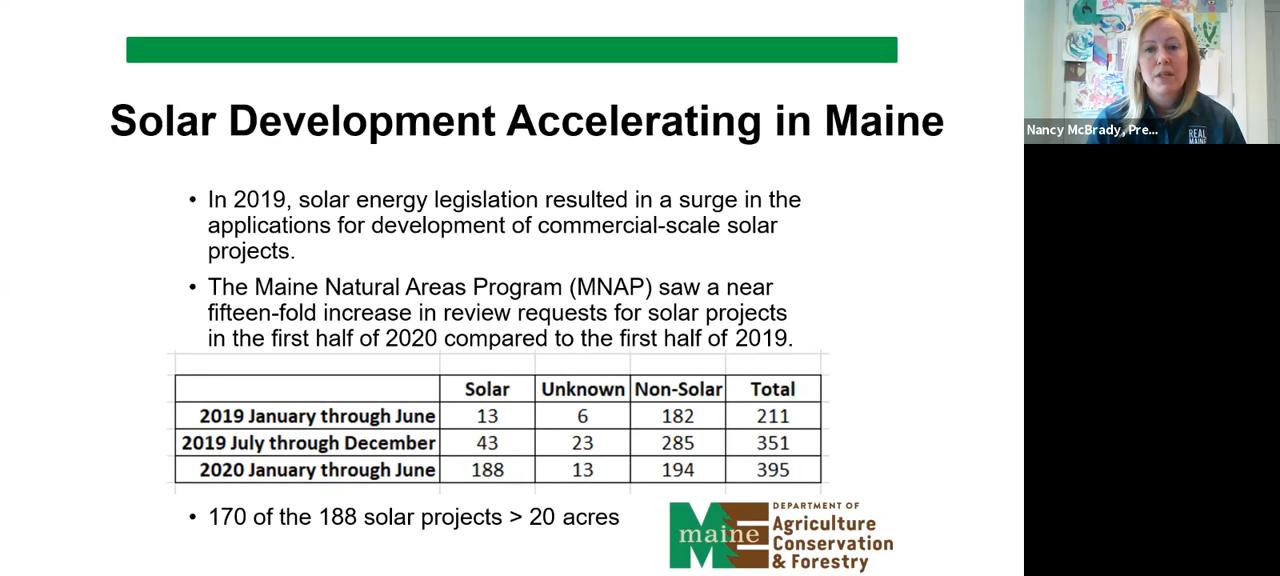 Solar Development Accelerating in Maine
• In 2019, solar energy legislation resulted in a surge in the
applications for development of commercial-scale solar
projects.
• The Maine Natural Areas Program (MNAP) saw a near
fifteen-fold increase in review requests for solar projects
in the first half of 2020 compared to the first half of 2019.
Solar Unknown Non-Solar Total
2019 January through June 13 6 182 211
2019 July through December 43 23 285 351
2020 January through June 188 13 194 395
• 170 of the 188 solar projects > 20 acres
maine
DEPARTMENT OF
Agriculture
Conservation
& Forestry
Nancy McBrady, Pre...
REAL
MAINE